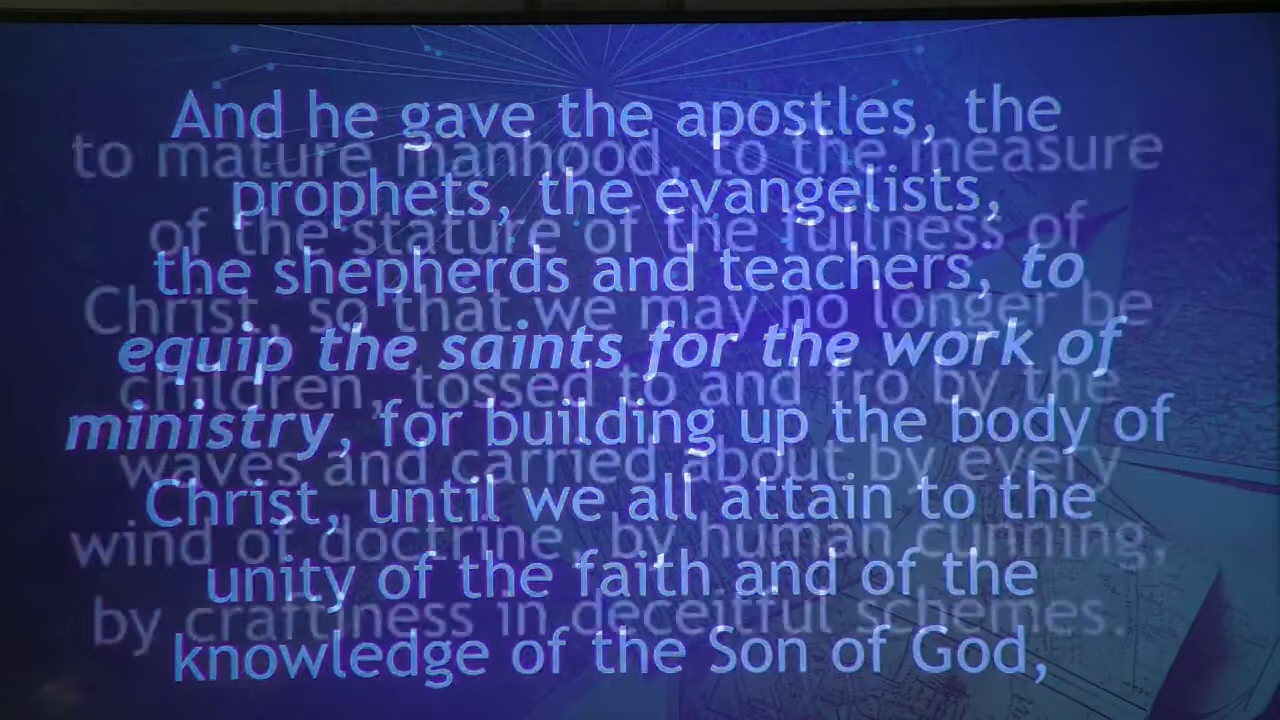 And he gave the apostles, the
to mature manhood, to the measure
prophets, the evangelists,
of the stature of the fullness of
the shepherds and teachers, to
Christ, so that we may no longer be
equip the saints for the work of
children, tossed to and fro by the
ministry, for building up the body of
waves and carried about by every
Christ, until we all attain to the
wind of doctrine, by human cunning,
unity of the faith and of the
by craftiness in deceitful schemes.
knowledge of the Son of God,